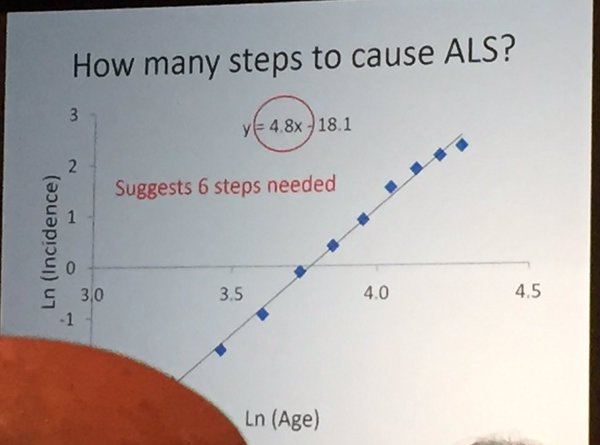 How many steps to cause ALS?
3
y = 4.8x - 18.1
2
Suggests 6 steps needed
1
0
3.0
3.5
4.0
4.5
-1
Ln (Incidence)
Ln (Age)